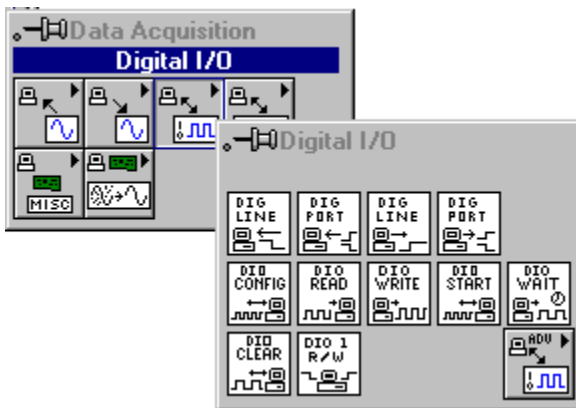 Data Acquisition
Digital I/O
MISC
Digital I/O
DIG LINE
DIG PORT
DIG LINE
DIG PORT
DIO CONFIG
DIO READ
DIO WRITE
DIO START
DIO WAIT
DIO CLEAR
DIO 1 R/W
ADV